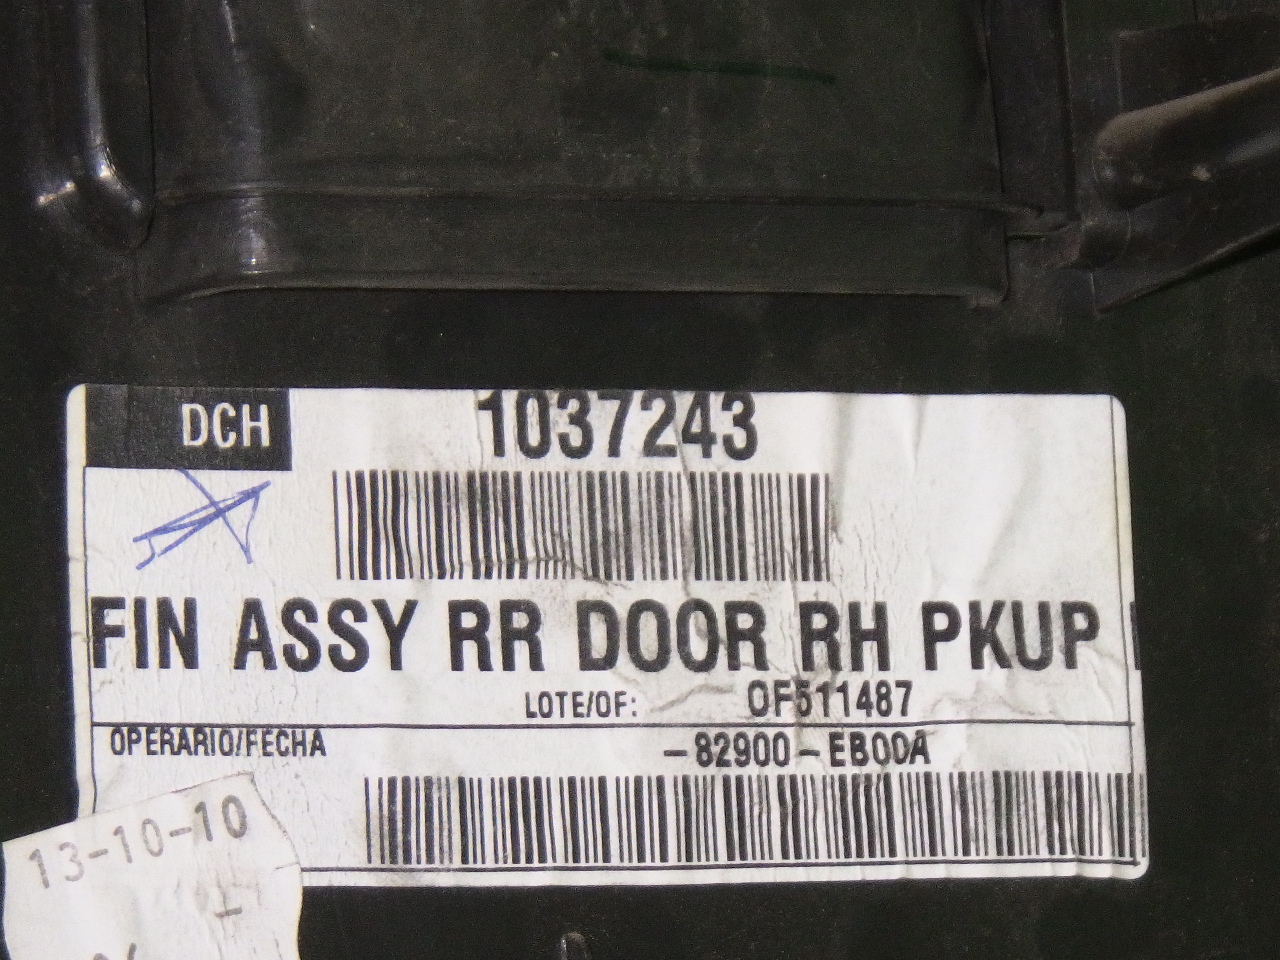 DCH
1037243
FIN ASSY RR DOOR RH PKUP
LOTE/OF: OF511487
OPERARIO/FECHA
-82900-EB00A
13-10-10